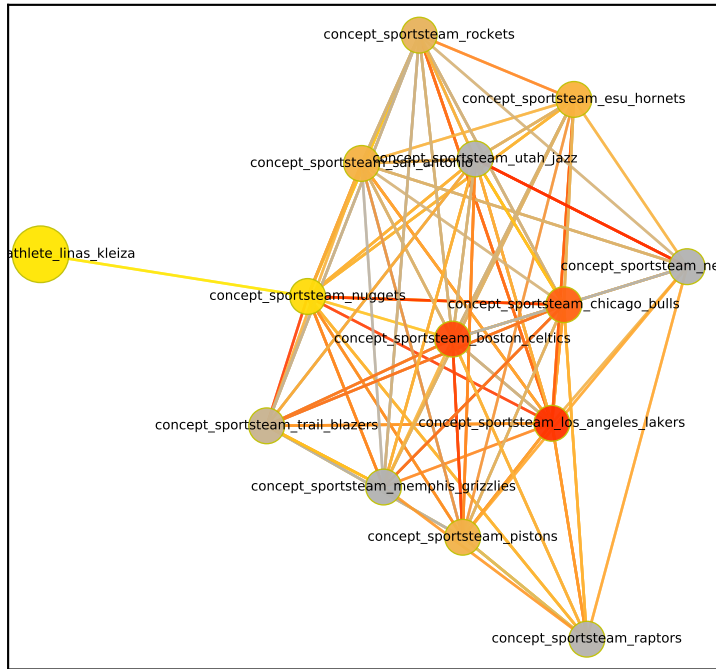 concept_sportsteam_rockets
concept_sportsteam_esu_hornets
concept_sportsteam_utah_jazz
concept_sportsteam_san_antonio
athlete_linas_kleiza
concept_sportsteam_ne
concept_sportsteam_nuggets
concept_sportsteam_chicago_bulls
concept_sportsteam_boston_celtics
concept_sportsteam_los_angeles_lakers
concept_sportsteam_trail_blazers
concept_sportsteam_memphis_grizzlies
concept_sportsteam_pistons
concept_sportsteam_raptors